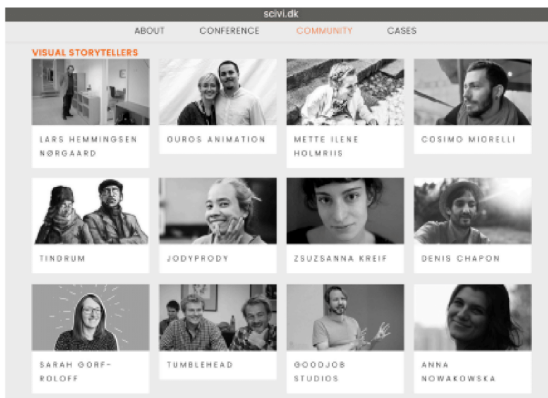 scivi.dk
ABOUT CONFERENCE COMMUNITY CASES
VISUAL STORYTELLERS
LARS HEMMINGSEN NØRGAARD
OUROS ANIMATION
METTE ILENE HOLMRIIS
COSIMO MIORELLI
TINDRUM
JODYPRODY
ZSUZSANNA KREIF
DENIS CHAPON
SARAH GORF-ROLOFF
TUMBLEHEAD
GOODJOB STUDIOS
ANNA NOWAKOWSKA